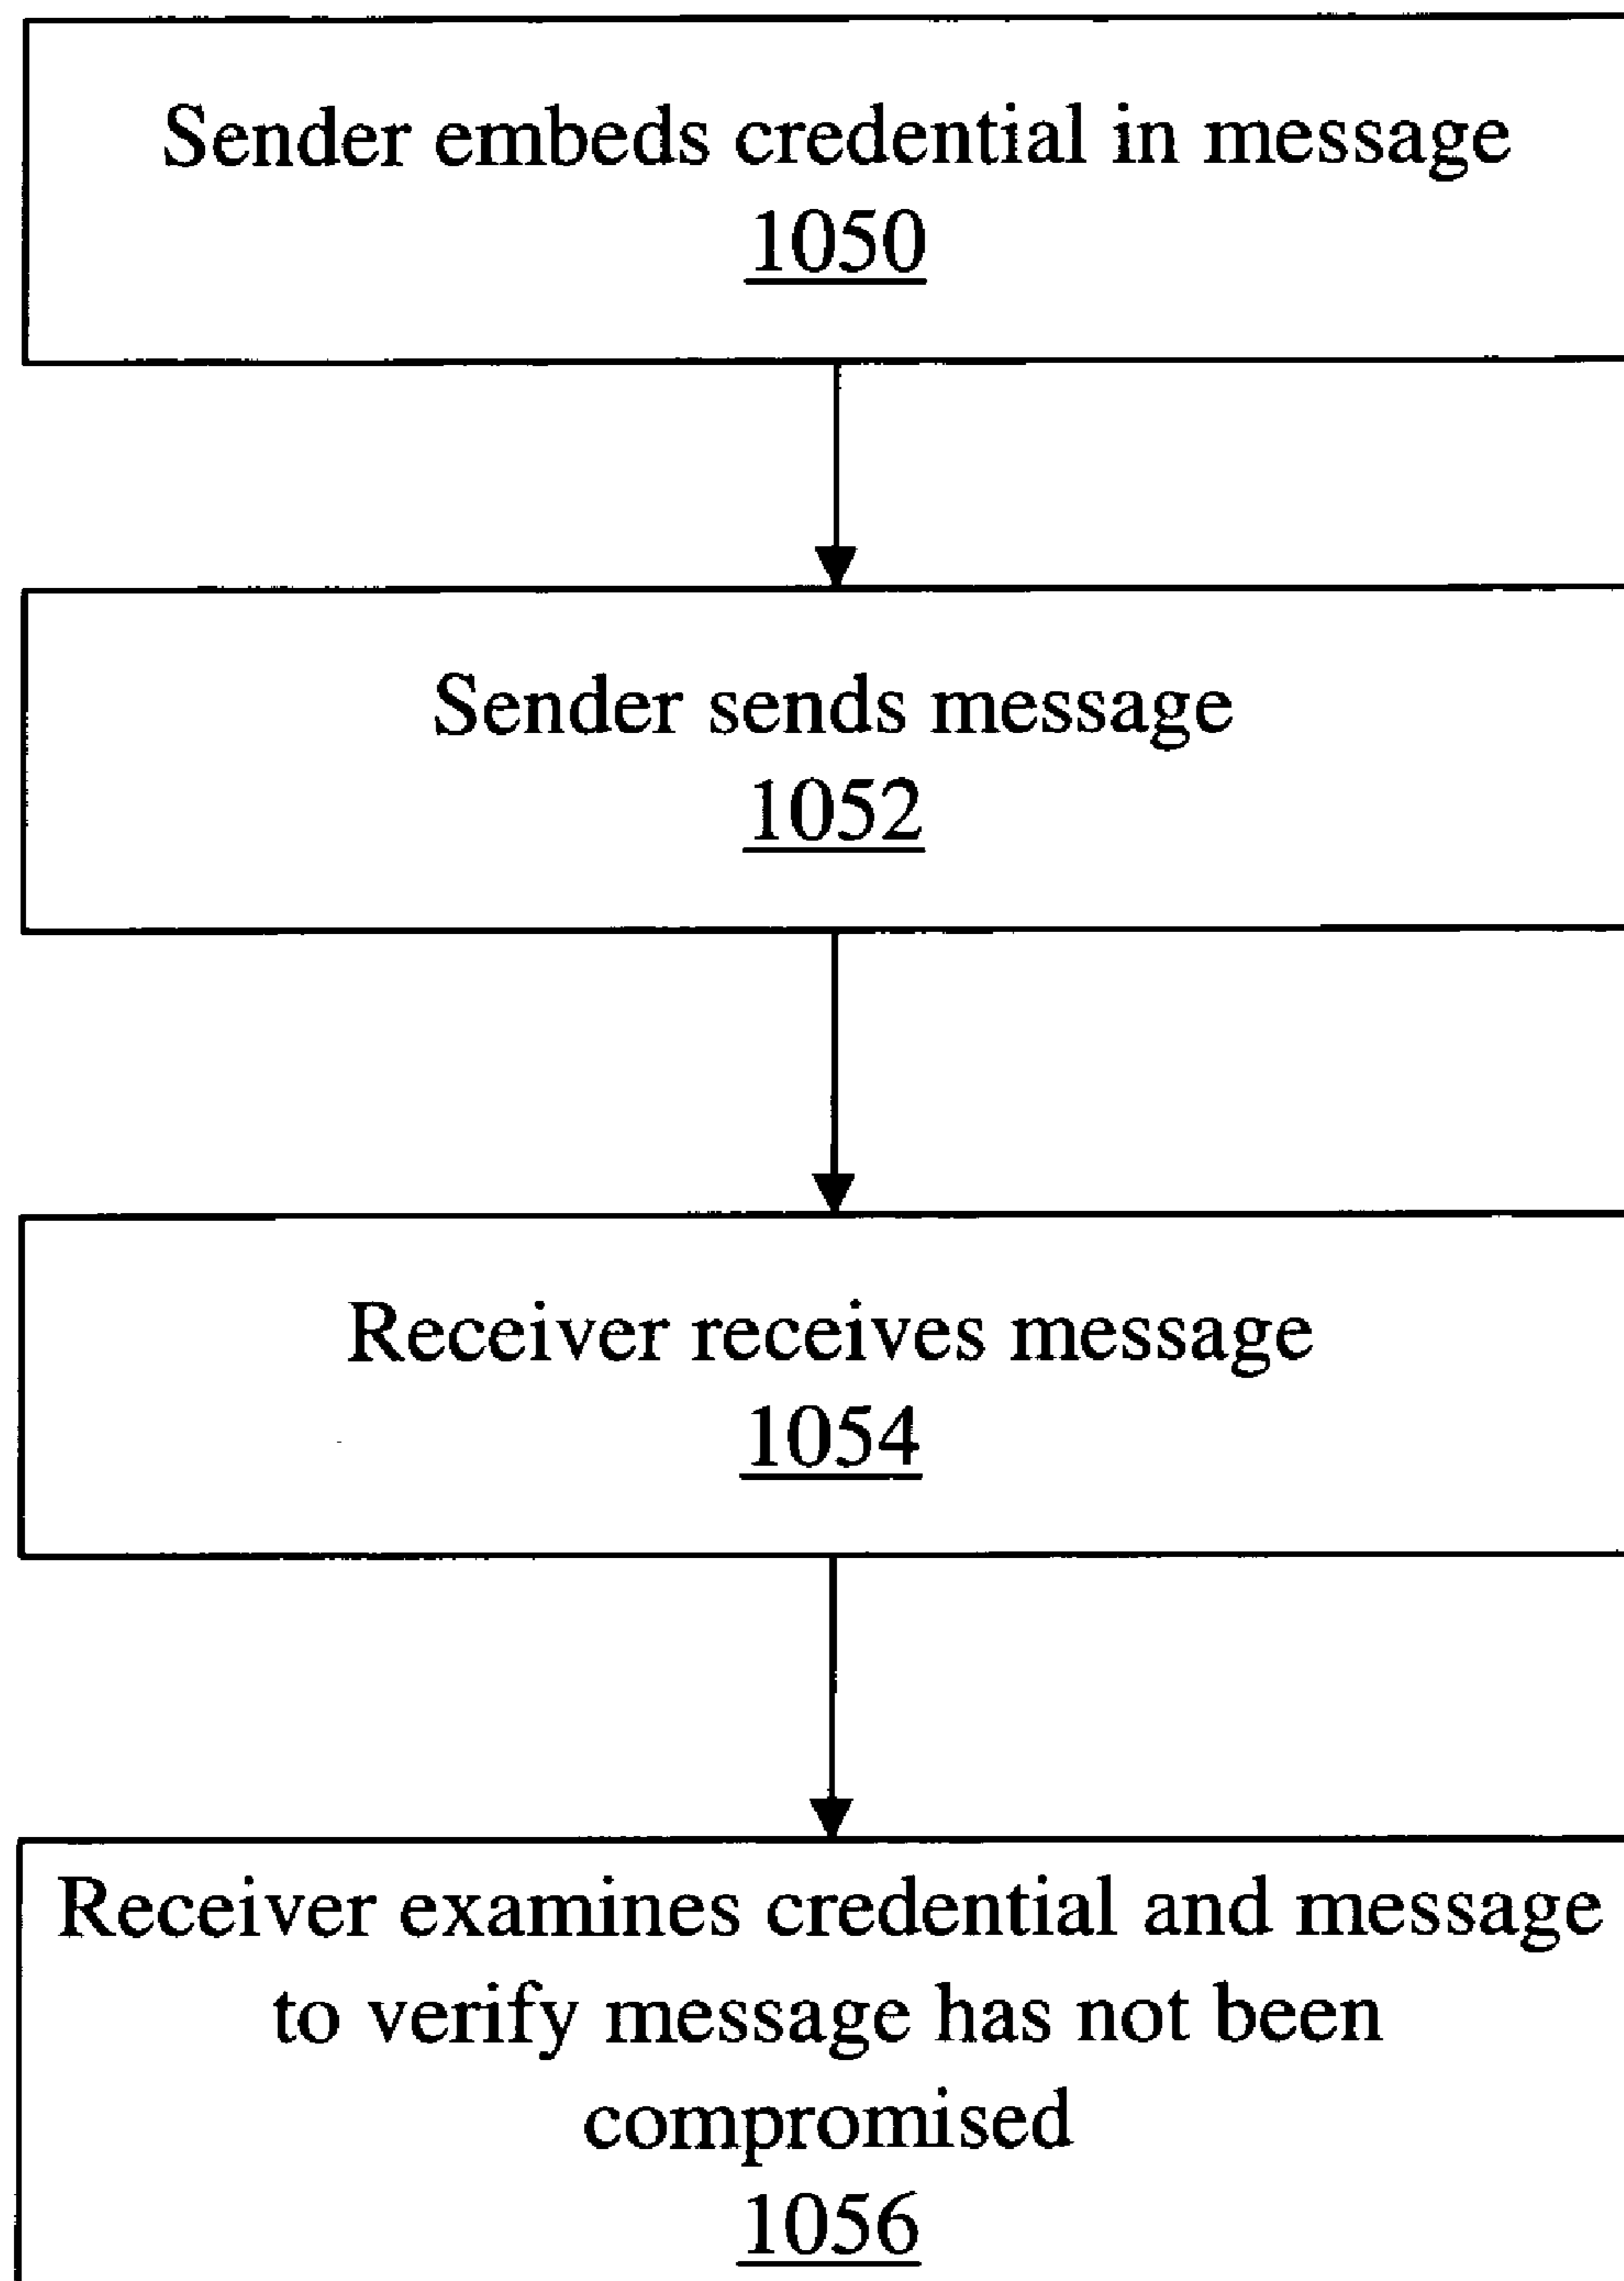 Sender embeds credential in message
1050
Sender sends message
1052
Receiver receives message
1054
Receiver examines credential and message
to verify message has not been
compromised
1056